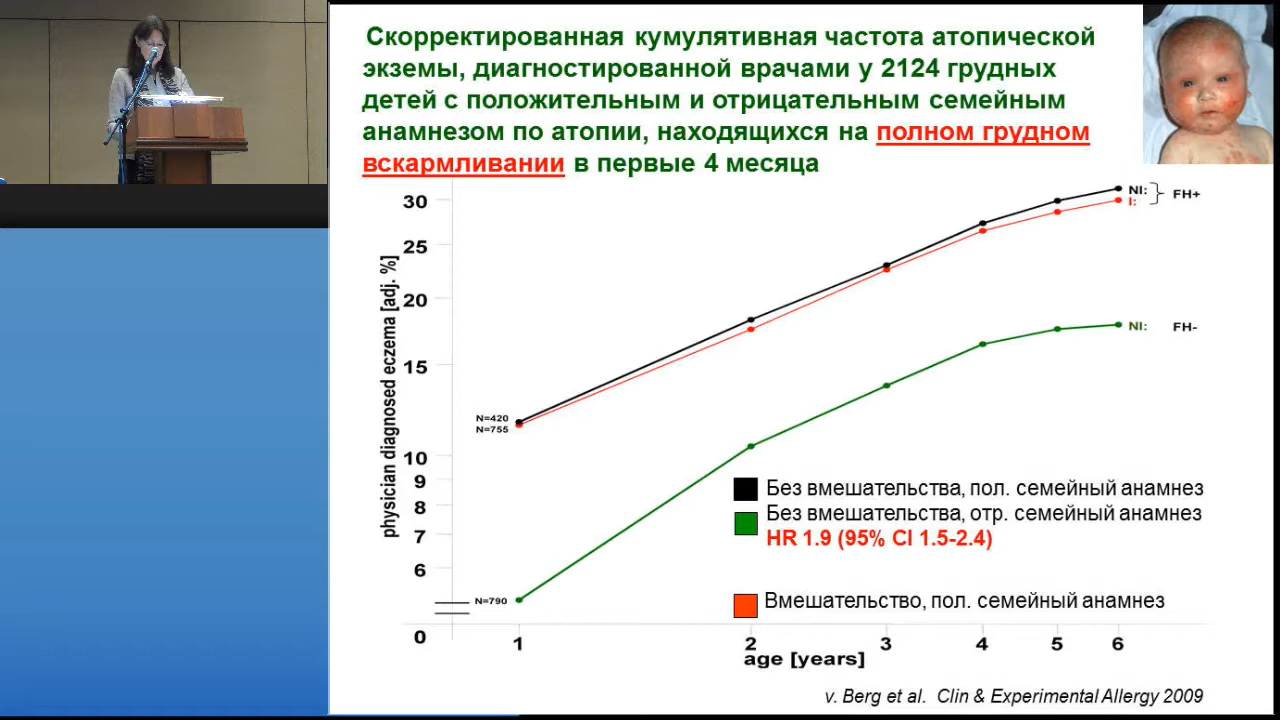 Скорректированная кумулятивная частота атопической
экземы, диагностированной врачами у 2124 грудных
детей с положительным и отрицательным семейным
анамнезом по атопии, находящихся на полном грудном
вскармливании в первые 4 месяца
physician diagnosed eczema [adj. %]
30
25
20
15
10
9
8
7
6
0
NI:
I:
FH+
NI:
FH-
N=420
N=755
N=790
Без вмешательства, пол. семейный анамнез
Без вмешательства, отр. семейный анамнез
HR 1.9 (95% CI 1.5-2.4)
Вмешательство, пол. семейный анамнез
1 2 3 4 5 6
age [years]
v. Berg et al. Clin & Experimental Allergy 2009